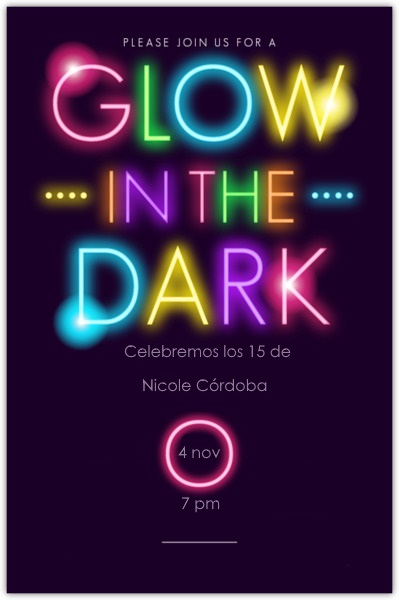 PLEASE JOIN US FOR A
GLOW
IN THE
DARK
Celebremos los 15 de
Nicole Córdoba
4 nov
7 pm